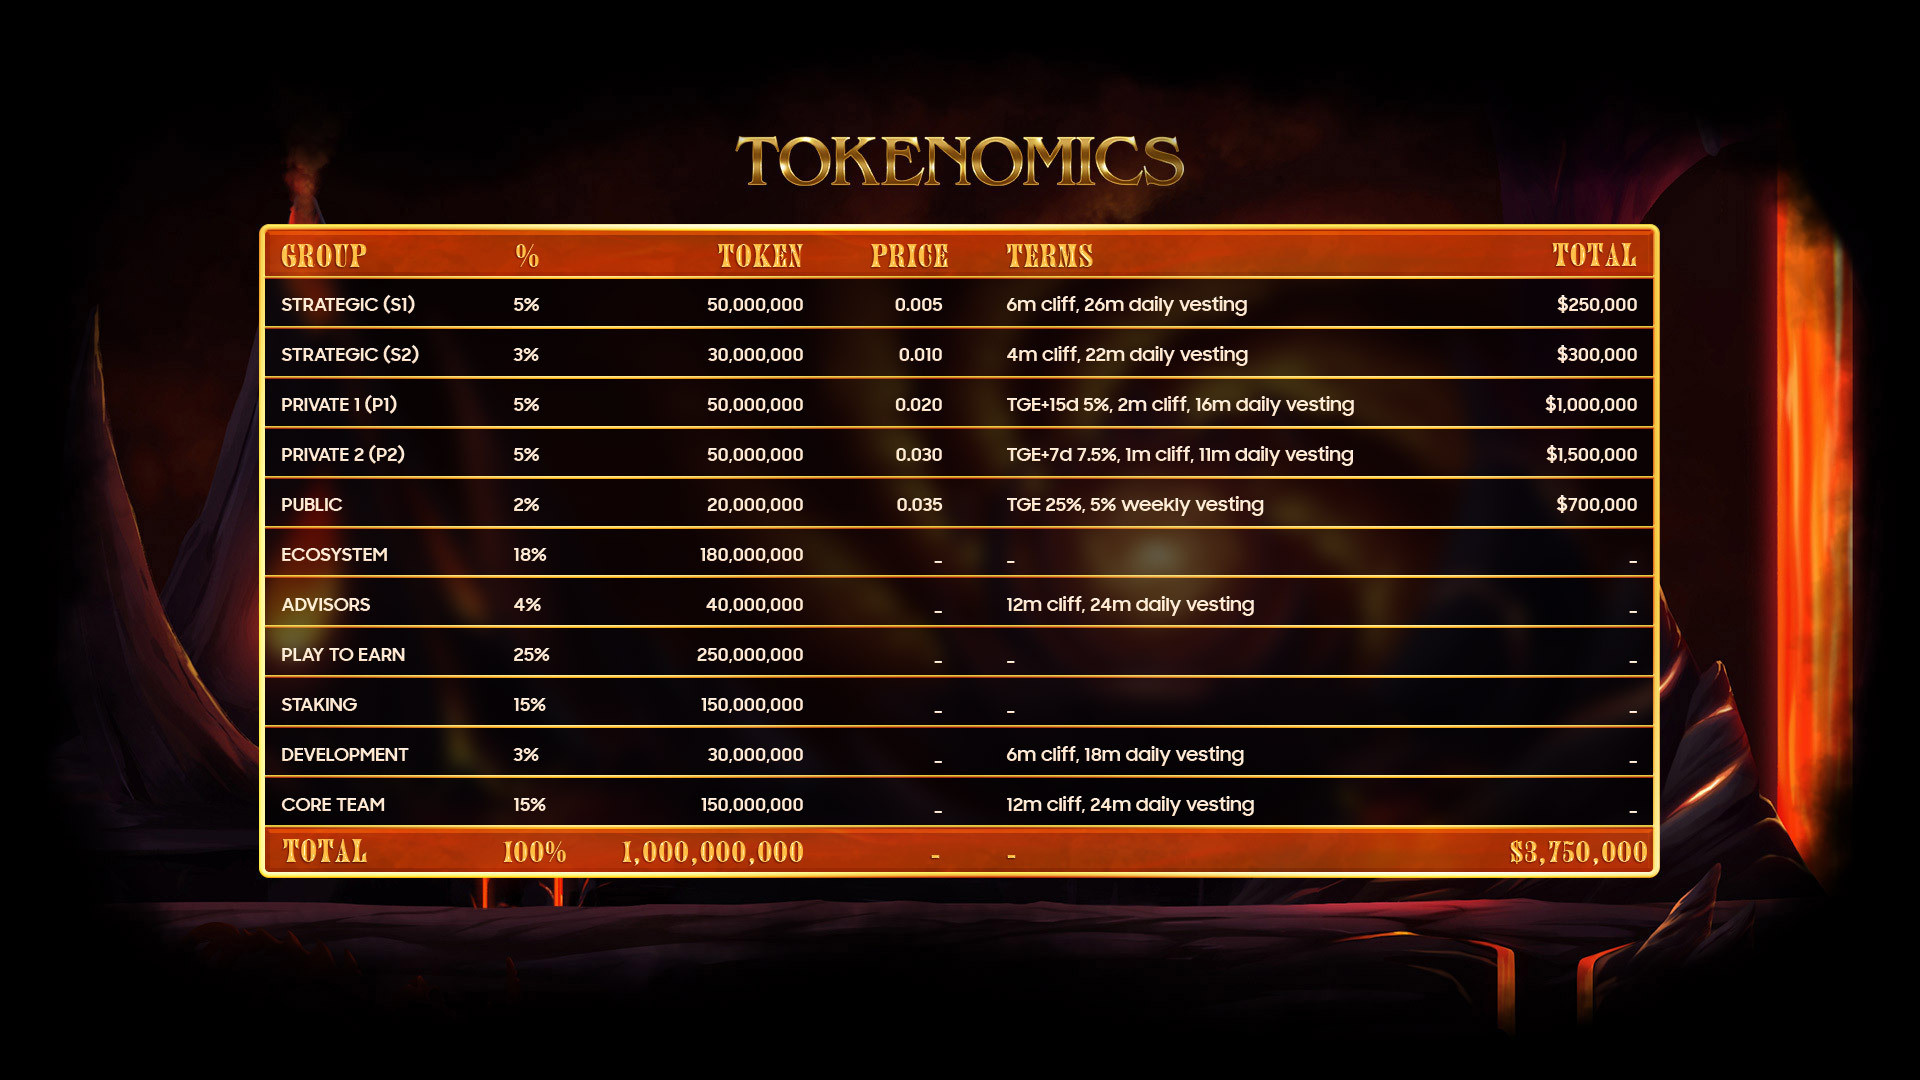 TOKENOMICS
GROUP % TOKEN PRICE TERMS TOTAL
STRATEGIC (S1) 5% 50,000,000 0.005 6m cliff, 26m daily vesting $250,000
STRATEGIC (S2) 3% 30,000,000 0.010 4m cliff, 22m daily vesting $300,000
PRIVATE 1 (P1) 5% 50,000,000 0.020 TGE+15d 5%, 2m cliff, 16m daily vesting $1,000,000
PRIVATE 2 (P2) 5% 50,000,000 0.030 TGE+7d 7.5%, 1m cliff, 11m daily vesting $1,500,000
PUBLIC 2% 20,000,000 0.035 TGE 25%, 5% weekly vesting $700,000
ECOSYSTEM 18% 180,000,000 _ _ _
ADVISORS 4% 40,000,000 _ 12m cliff, 24m daily vesting _
PLAY TO EARN 25% 250,000,000 _ _ _
STAKING 15% 150,000,000 _ _ _
DEVELOPMENT 3% 30,000,000 _ 6m cliff, 18m daily vesting _
CORE TEAM 15% 150,000,000 _ 12m cliff, 24m daily vesting _
TOTAL 100% 1,000,000,000 - - $3,750,000